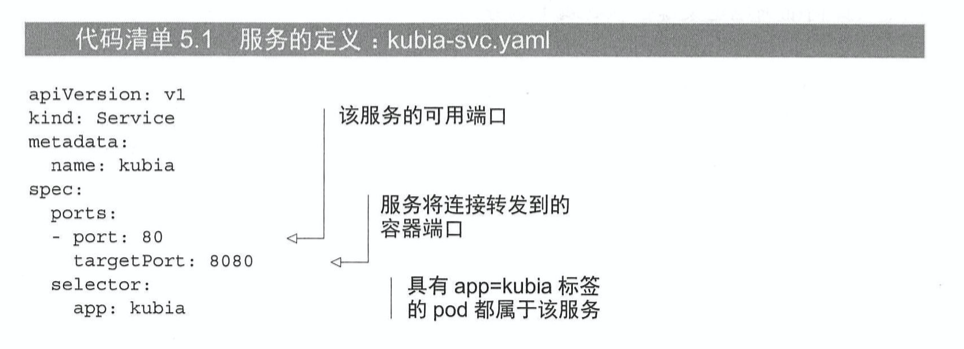 代码清单 5.1 服务的定义：kubia-svc.yaml
apiVersion: v1
kind: Service
metadata:
  name: kubia
spec:
  ports:
  - port: 80
    targetPort: 8080
  selector:
    app: kubia
该服务的可用端口
服务将连接转发到的
容器端口
具有 app=kubia 标签
的 pod 都属于该服务